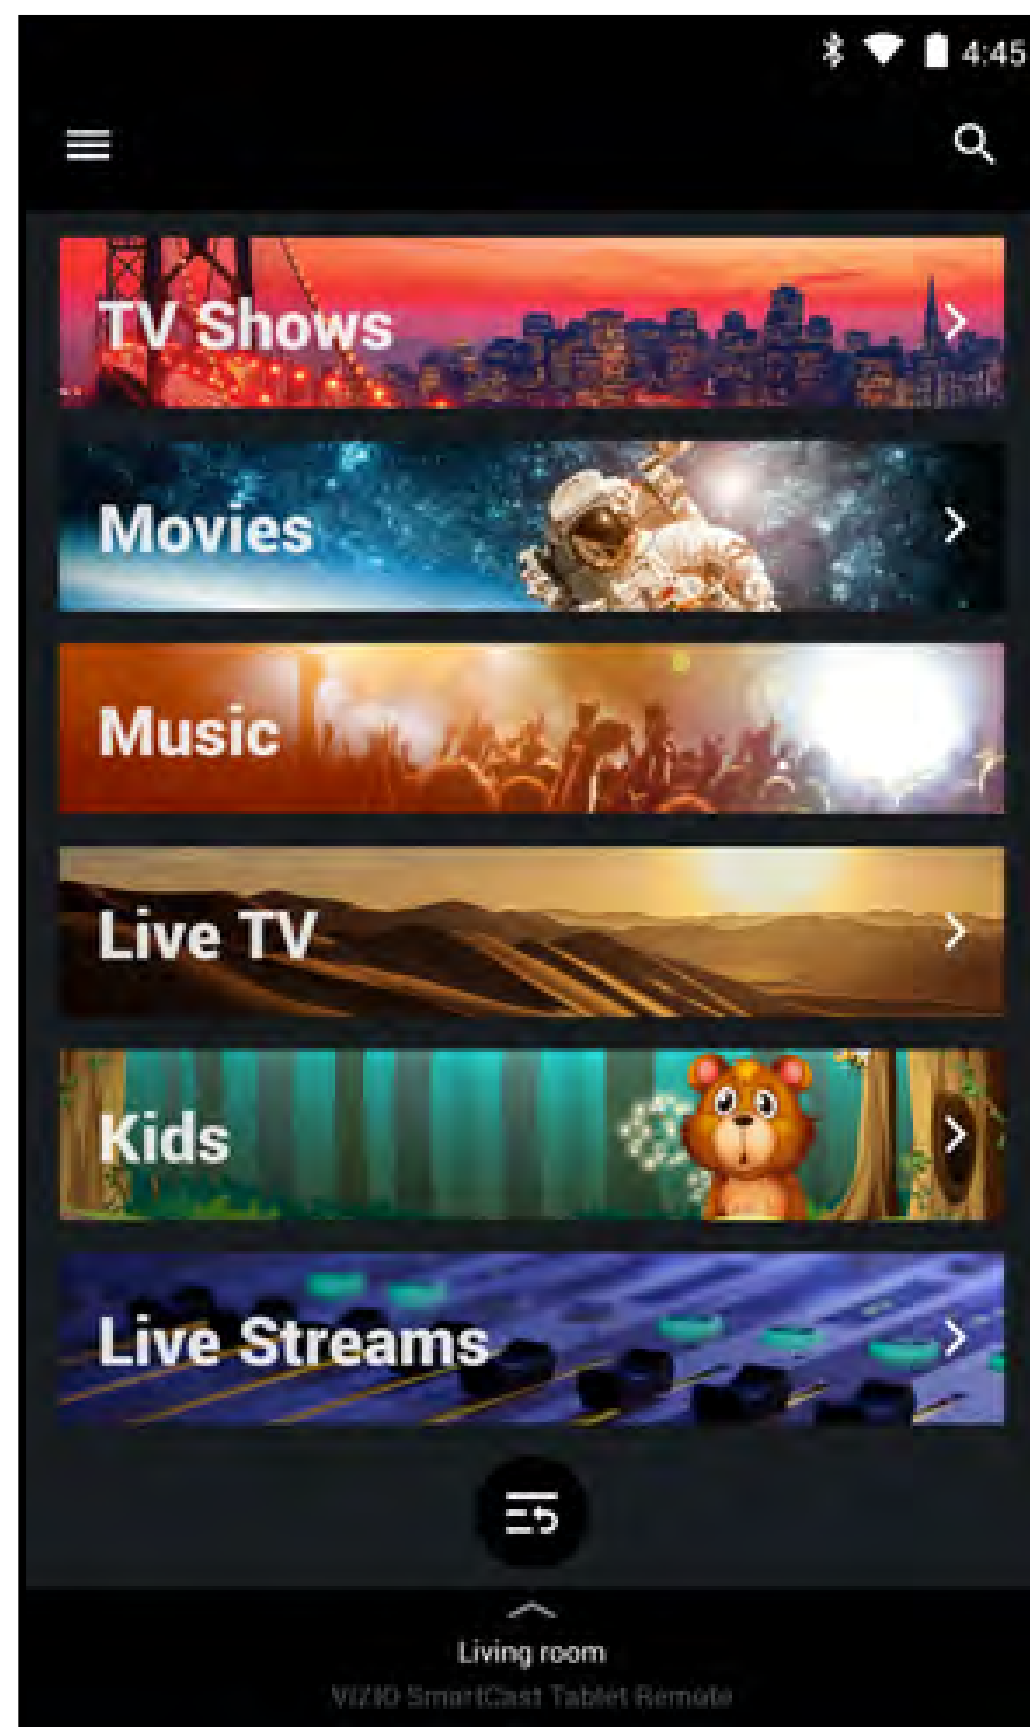 4:45
TV Shows
Movies
Music
Live TV
Kids
Live Streams
Living room
VIZIO SmartCast Tablet Remote